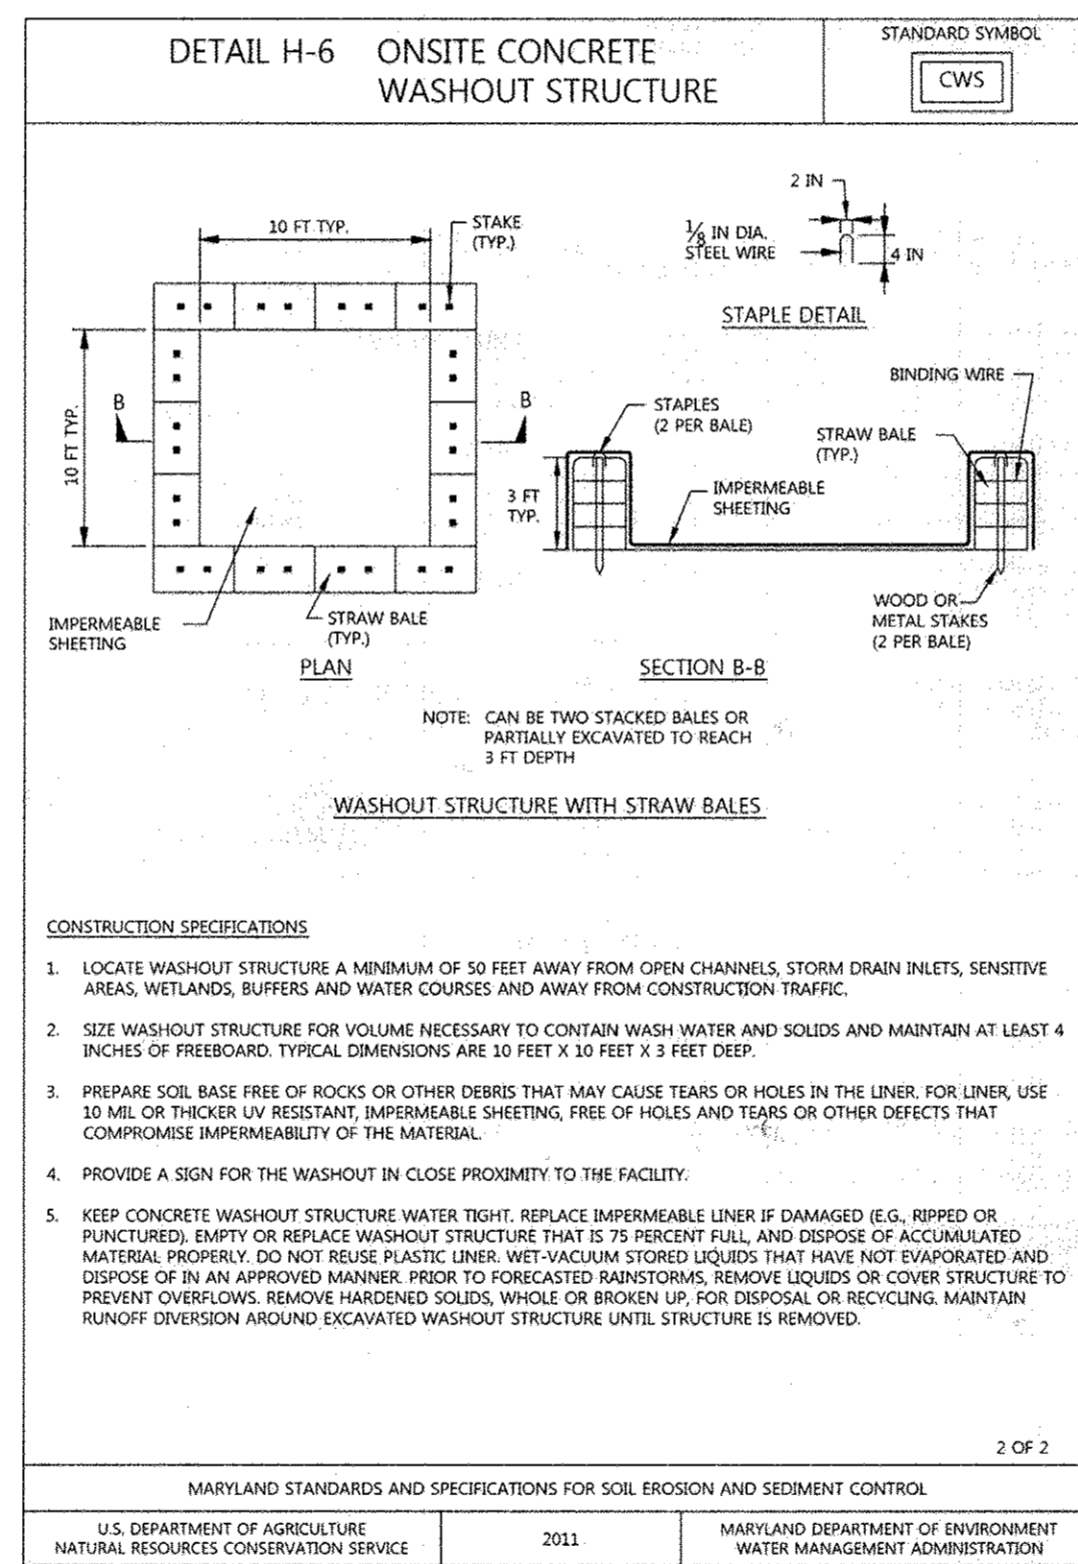 DETAIL H-6 ONSITE CONCRETE
WASHOUT STRUCTURE
STANDARD SYMBOL
CWS
10 FT TYP.
STAKE
(TYP.)
10 FT TYP.
B
B
IMPERMEABLE
SHEETING
STRAW BALE
(TYP.)
PLAN
2 IN
1/8 IN DIA.
STEEL WIRE
4 IN
STAPLE DETAIL
BINDING WIRE
STAPLES
(2 PER BALE)
STRAW BALE
(TYP.)
3 FT
TYP.
IMPERMEABLE
SHEETING
WOOD OR
METAL STAKES
(2 PER BALE)
SECTION B-B
NOTE: CAN BE TWO STACKED BALES OR
PARTIALLY EXCAVATED TO REACH
3 FT DEPTH
WASHOUT STRUCTURE WITH STRAW BALES
CONSTRUCTION SPECIFICATIONS
1. LOCATE WASHOUT STRUCTURE A MINIMUM OF 50 FEET AWAY FROM OPEN CHANNELS, STORM DRAIN INLETS, SENSITIVE
AREAS, WETLANDS, BUFFERS AND WATER COURSES AND AWAY FROM CONSTRUCTION TRAFFIC.
2. SIZE WASHOUT STRUCTURE FOR VOLUME NECESSARY TO CONTAIN WASH WATER AND SOLIDS AND MAINTAIN AT LEAST 4
INCHES OF FREEBOARD. TYPICAL DIMENSIONS ARE 10 FEET X 10 FEET X 3 FEET DEEP.
3. PREPARE SOIL BASE FREE OF ROCKS OR OTHER DEBRIS THAT MAY CAUSE TEARS OR HOLES IN THE LINER. FOR LINER, USE
10 MIL OR THICKER UV RESISTANT, IMPERMEABLE SHEETING, FREE OF HOLES AND TEARS OR OTHER DEFECTS THAT
COMPROMISE IMPERMEABILITY OF THE MATERIAL.
4. PROVIDE A SIGN FOR THE WASHOUT IN CLOSE PROXIMITY TO THE FACILITY.
5. KEEP CONCRETE WASHOUT STRUCTURE WATER TIGHT. REPLACE IMPERMEABLE LINER IF DAMAGED (E.G., RIPPED OR
PUNCTURED). EMPTY OR REPLACE WASHOUT STRUCTURE THAT IS 75 PERCENT FULL, AND DISPOSE OF ACCUMULATED
MATERIAL PROPERLY. DO NOT REUSE PLASTIC LINER. WET-VACUUM STORED LIQUIDS THAT HAVE NOT EVAPORATED AND
DISPOSE OF IN AN APPROVED MANNER. PRIOR TO FORECASTED RAINSTORMS, REMOVE LIQUIDS OR COVER STRUCTURE TO
PREVENT OVERFLOWS. REMOVE HARDENED SOLIDS, WHOLE OR BROKEN UP, FOR DISPOSAL OR RECYCLING. MAINTAIN
RUNOFF DIVERSION AROUND EXCAVATED WASHOUT STRUCTURE UNTIL STRUCTURE IS REMOVED.
2 OF 2
MARYLAND STANDARDS AND SPECIFICATIONS FOR SOIL EROSION AND SEDIMENT CONTROL
U.S. DEPARTMENT OF AGRICULTURE
NATURAL RESOURCES CONSERVATION SERVICE
2011
MARYLAND DEPARTMENT OF ENVIRONMENT
WATER MANAGEMENT ADMINISTRATION